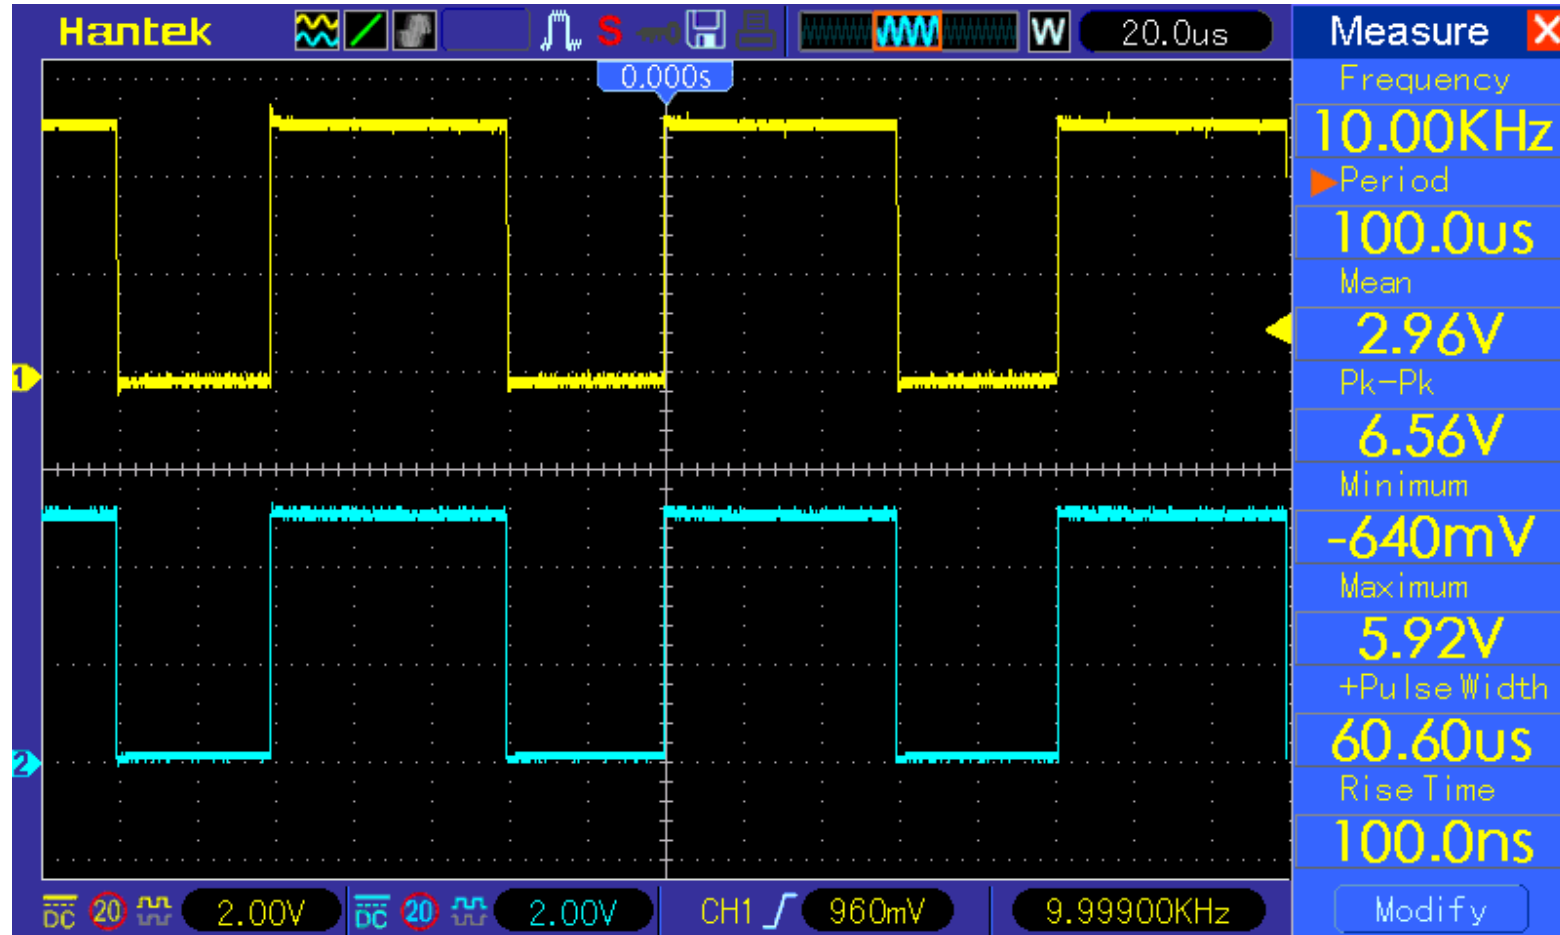 Hantek S W 20.0us
0.000s
1
2
Measure X
Frequency
10.00KHz
Period
100.0us
Mean
2.96V
Pk-Pk
6.56V
Minimum
-640mV
Maximum
5.92V
+Pulse Width
60.60us
Rise Time
100.0ns
Modify
DC 20 2.00V DC 20 2.00V CH1 960mV 9.99900KHz